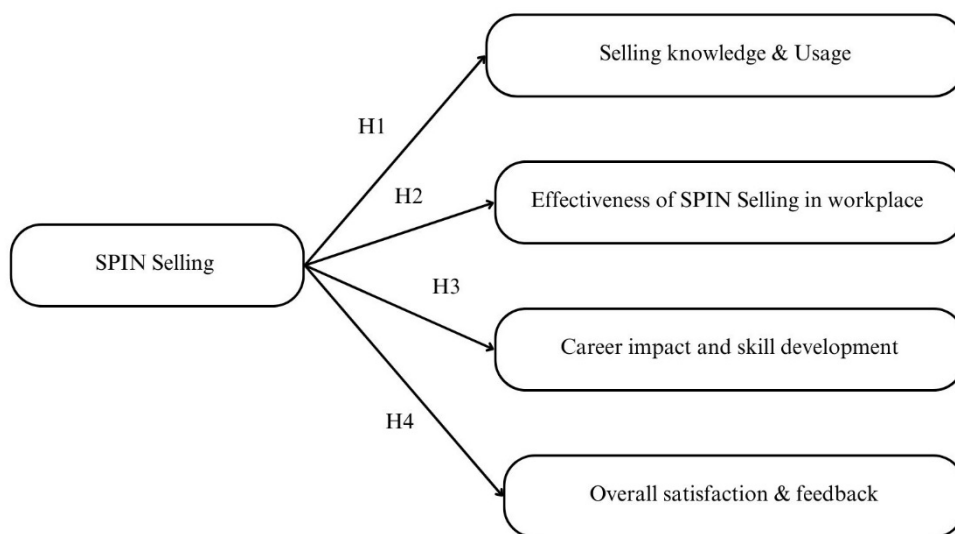 Selling knowledge & Usage
H1
H2
Effectiveness of SPIN Selling in workplace
SPIN Selling
H3
Career impact and skill development
H4
Overall satisfaction & feedback